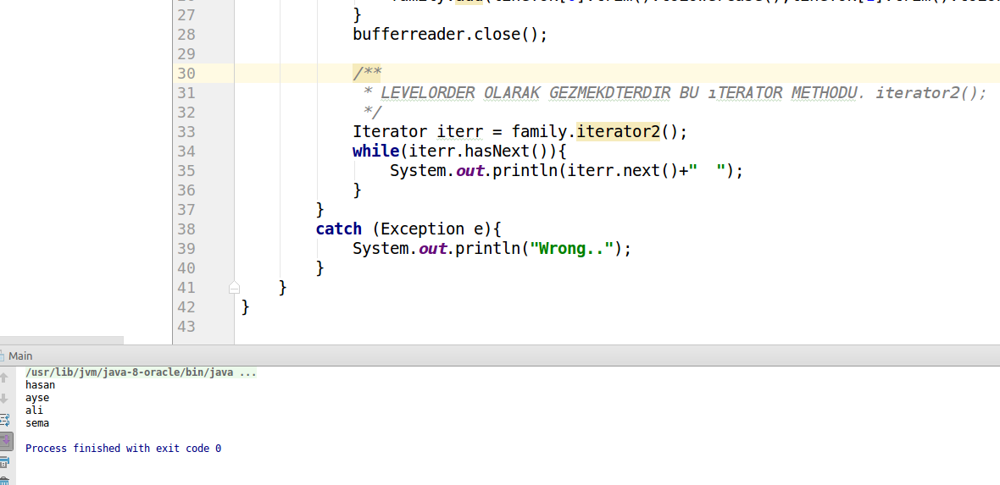 27 }
28 bufferreader.close();
29
30 /**
31 * LEVELORDER OLARAK GEZMEKDTERDIR BU ıTERATOR METHODU. iterator2();
32 */
33 Iterator iterr = family.iterator2();
34 while(iterr.hasNext()){
35 System.out.println(iterr.next()+"  ");
36 }
37 }
38 catch (Exception e){
39 System.out.println("Wrong..");
40 }
41 }
42 }
43
Main
/usr/lib/jvm/java-8-oracle/bin/java ...
hasan
ayse
ali
sema
Process finished with exit code 0